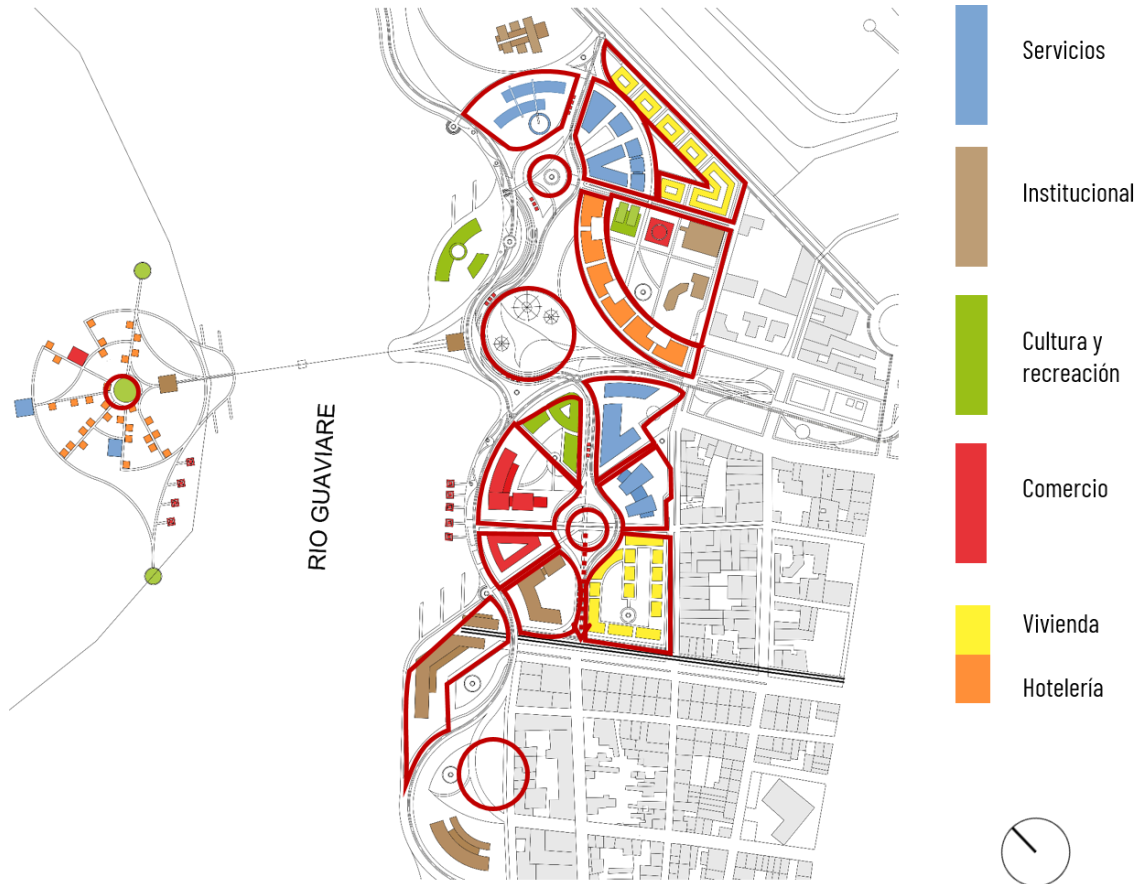 Servicios
Institucional
Cultura y
recreación
Comercio
Vivienda
Hotelería
RIO GUAVIARE